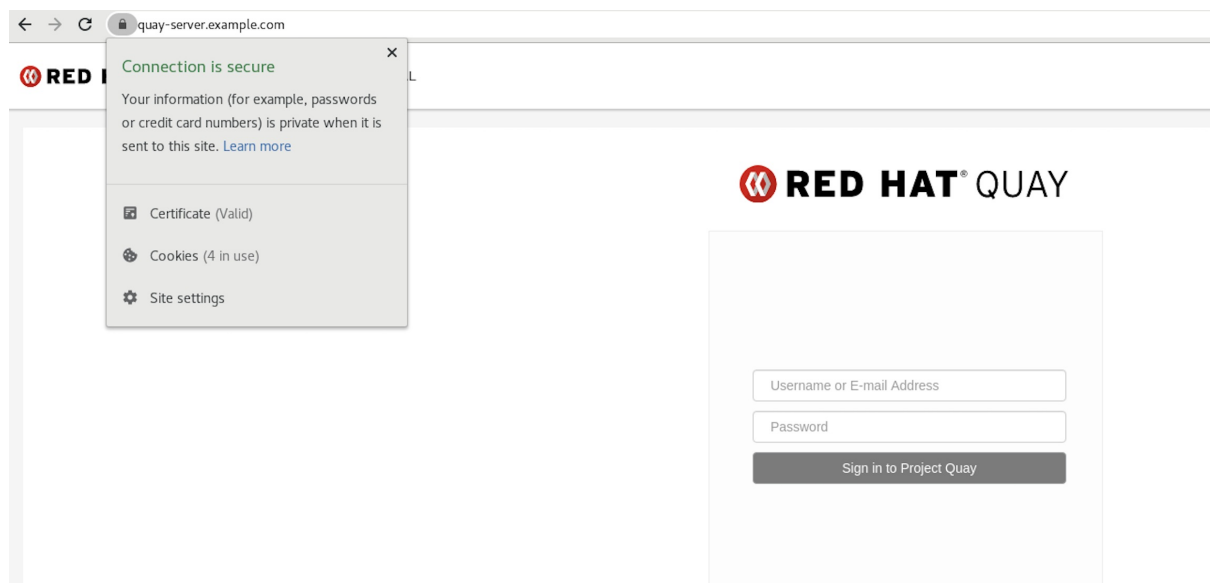 quay-server.example.com
Connection is secure
Your information (for example, passwords
or credit card numbers) is private when it is
sent to this site. Learn more
Certificate (Valid)
Cookies (4 in use)
Site settings
RED
RED HAT® QUAY
Username or E-mail Address
Password
Sign in to Project Quay